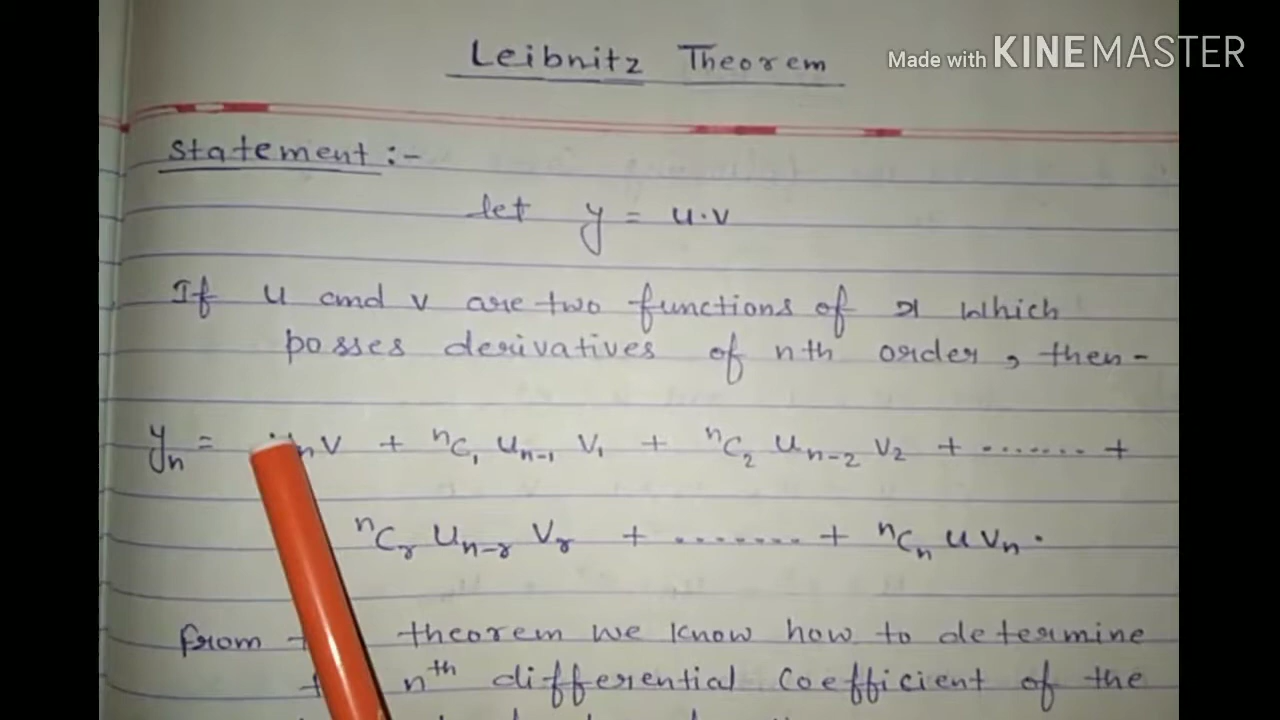 Leibnitz Theorem
Made with KINEMASTER
Statement :-
let y = u.v
If u and v are two functions of x which
posses derivatives of nth order, then -
yₙ = uₙv + ⁿC₁ uₙ₋₁ v₁ + ⁿC₂ uₙ₋₂ v₂ + ....... +
ⁿCᵣ uₙ₋ᵣ vᵣ + ....... + ⁿCₙ u vₙ .
from theorem we know how to determine
nᵗʰ differential coefficient of the